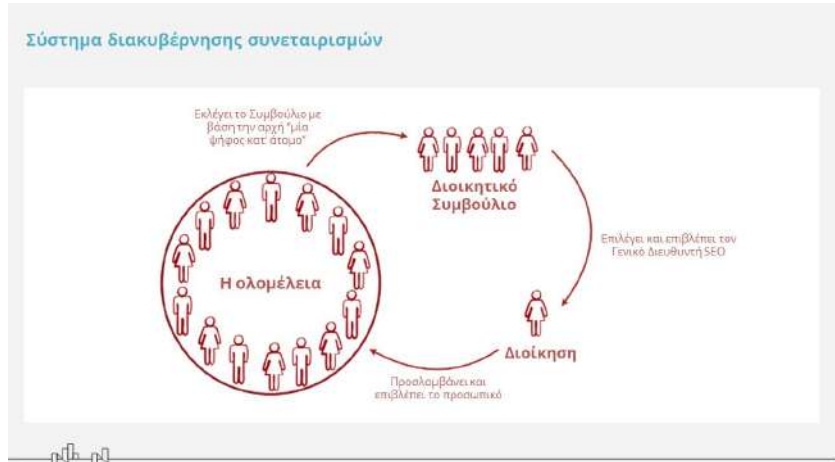 Σύστημα διακυβέρνησης συνεταιρισμών
Εκλέγει το Συμβούλιο με
βάση την αρχή "μία
ψήφος κατ' άτομο"
Διοικητικό
Συμβούλιο
Επιλέγει και επιβλέπει τον
Γενικό Διευθυντή SEO
Η ολομέλεια
Διοίκηση
Προσλαμβάνει και
επιβλέπει το προσωπικό